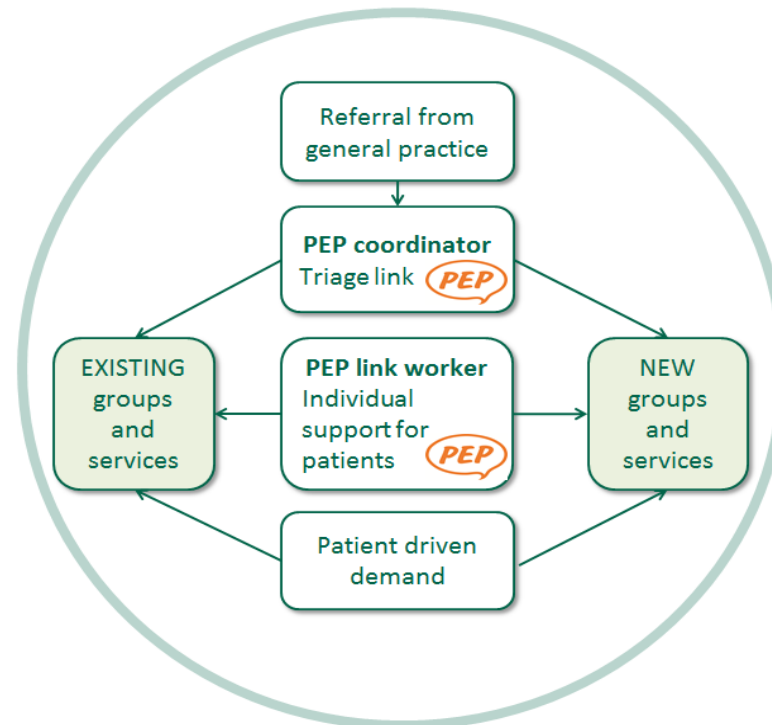 Referral from
general practice
PEP coordinator
Triage link
PEP
EXISTING
groups
and
services
PEP link worker
Individual
support for
patients
PEP
NEW
groups
and
services
Patient driven
demand